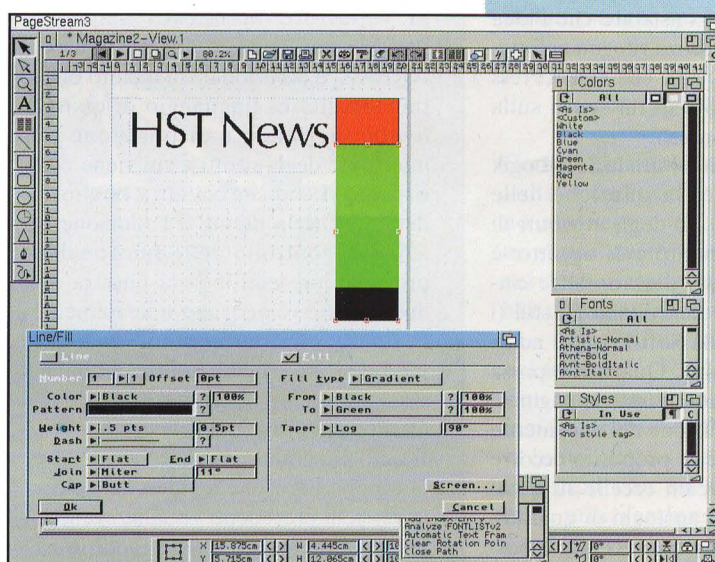 PageStream3
* Magazine2-View.1
1/3
80.2%
HST News
Colors
All
<As Is>
<Custom>
White
Black
Blue
Cyan
Green
Magenta
Red
Yellow
Fonts
All
<As Is>
Artistic-Normal
Athena-Normal
Avnt-Bold
Avnt-BoldItalic
Avnt-Italic
Styles
In Use ¶ C
<As Is>
<no style tag>
Line/Fill
Line
Fill
Number 1 1 Offset 0pt
Fill type Gradient
Color Black ? 100%
From Black ? 100%
Pattern ?
To Green ? 100%
Weight .5 pts 0.5pt
Taper Log 90°
Dash ?
Start Flat End Flat
Join Miter 11°
Cap Butt
Screen...
Ok
Cancel
Add Index Entry
Analyze FONTLISTv2
Automatic Text Fram
Clear Rotation Poin
Close Path
X 15.875cm W 4.445cm
Y 5.715cm H 12.065cm
0°
0°